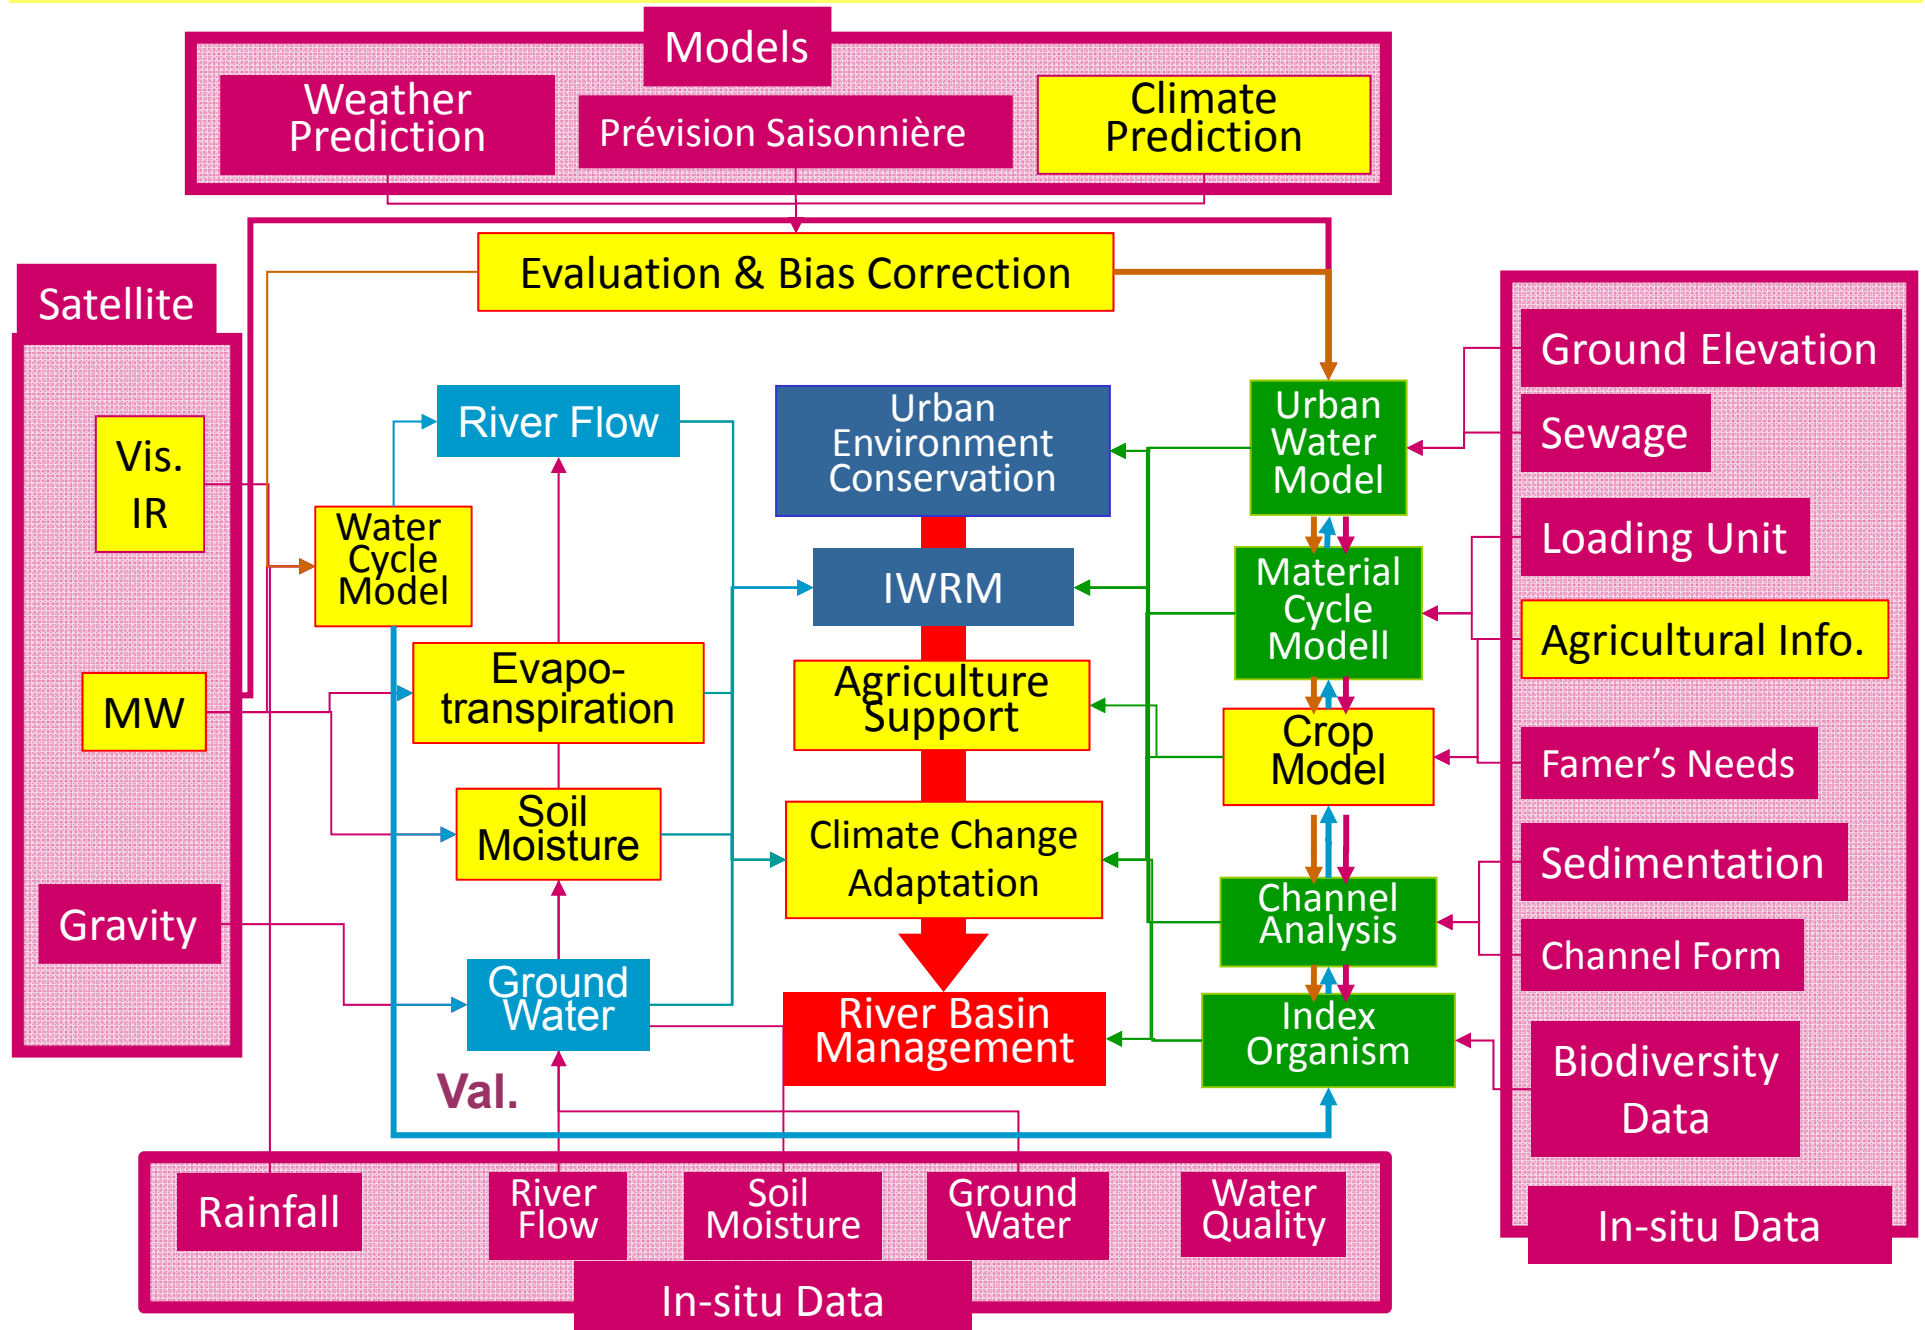 Models
Weather
Prediction
Prévision Saisonnière
Climate
Prediction
Evaluation & Bias Correction
Satellite
Vis.
IR
MW
Gravity
Water
Cycle
Model
River Flow
Evapo-
transpiration
Soil
Moisture
Ground
Water
Val.
Urban
Environment
Conservation
IWRM
Agriculture
Support
Climate Change
Adaptation
River Basin
Management
Urban
Water
Model
Material
Cycle
Modell
Crop
Model
Channel
Analysis
Index
Organism
Ground Elevation
Sewage
Loading Unit
Agricultural Info.
Famer’s Needs
Sedimentation
Channel Form
Biodiversity
Data
In-situ Data
Rainfall
River
Flow
Soil
Moisture
Ground
Water
Water
Quality
In-situ Data